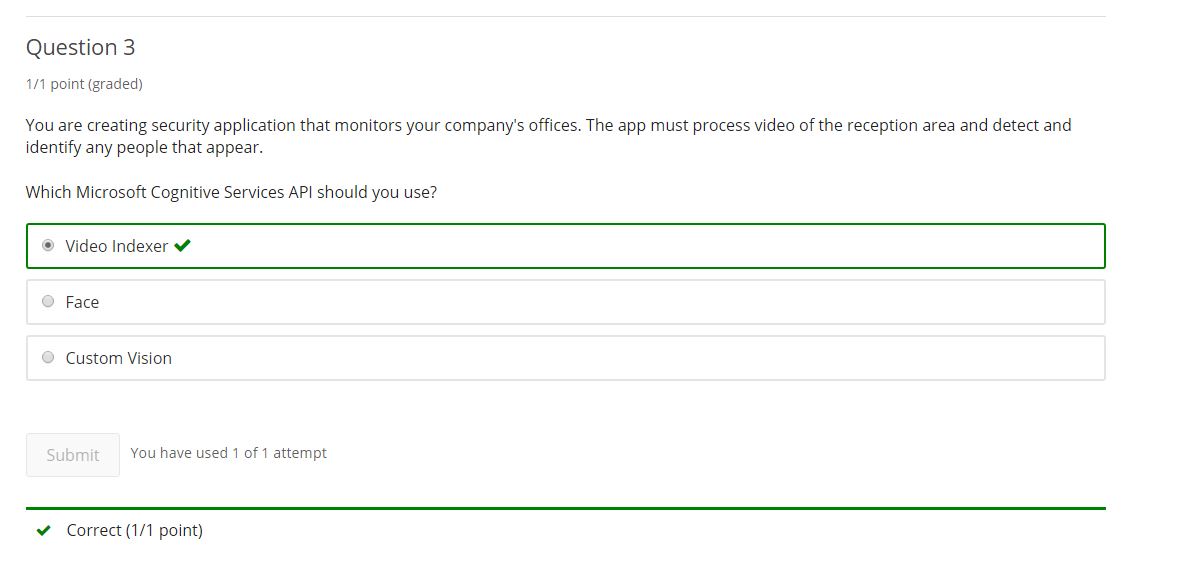 Question 3
1/1 point (graded)
You are creating security application that monitors your company's offices. The app must process video of the reception area and detect and
identify any people that appear.
Which Microsoft Cognitive Services API should you use?
Video Indexer
Face
Custom Vision
Submit
You have used 1 of 1 attempt
Correct (1/1 point)